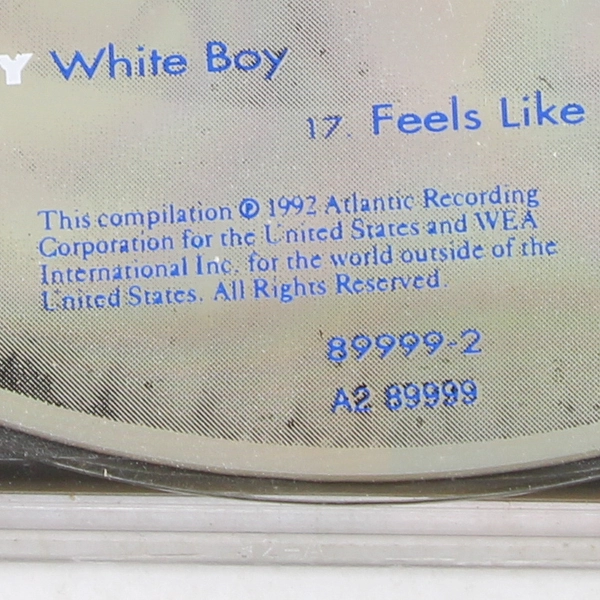 Y White Boy
17. Feels Like
This compilation ℗ 1992 Atlantic Recording
Corporation for the United States and WEA
International Inc. for the world outside of the
United States. All Rights Reserved.
89999-2
A2 89999